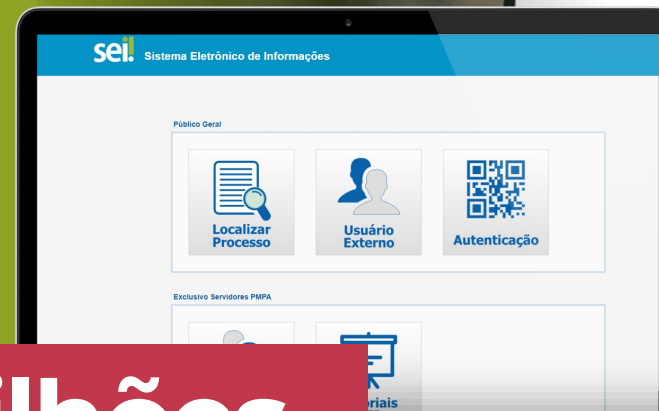 sei! Sistema Eletrônico de Informações
Público Geral
Localizar
Processo
Usuário
Externo
Autenticação
Exclusivo Servidores PMPA